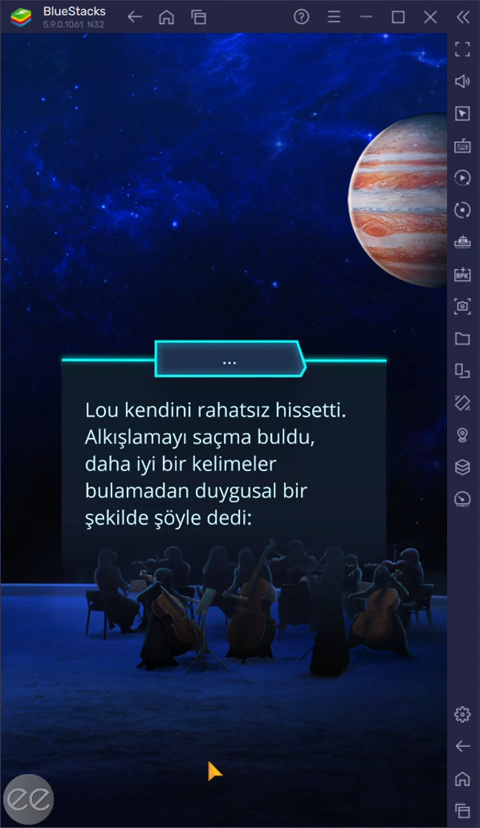 BlueStacks
5.9.0.1061 N32
...
Lou kendini rahatsız hissetti.
Alkışlamayı saçma buldu,
daha iyi bir kelimeler
bulamadan duygusal bir
şekilde şöyle dedi:
ee